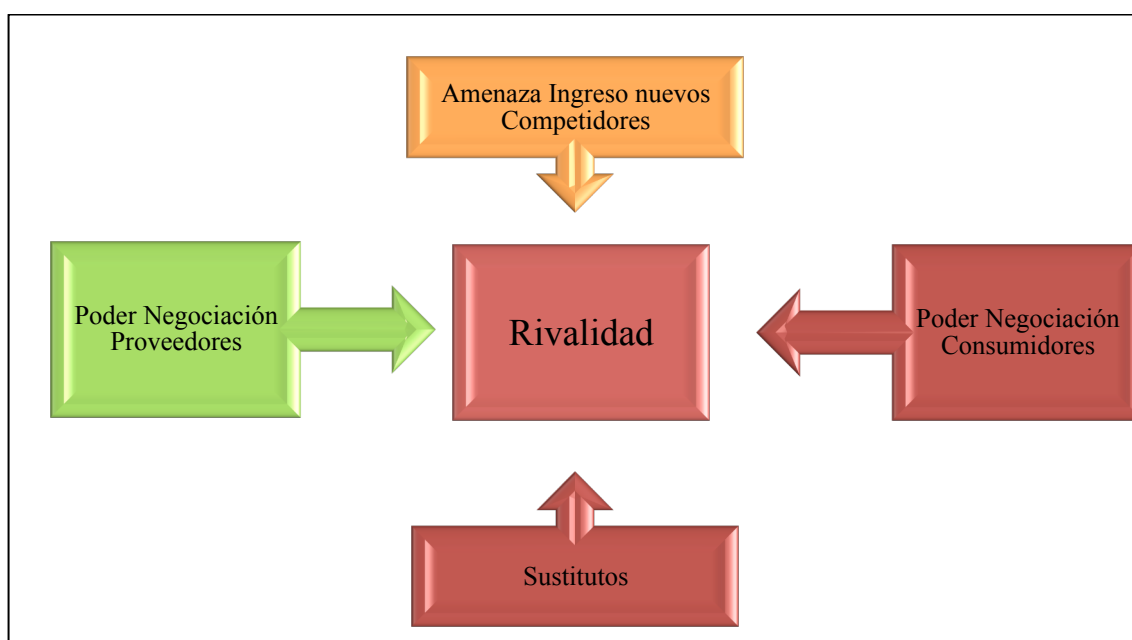 Amenaza Ingreso nuevos
Competidores
Poder Negociación
Proveedores
Rivalidad
Poder Negociación
Consumidores
Sustitutos